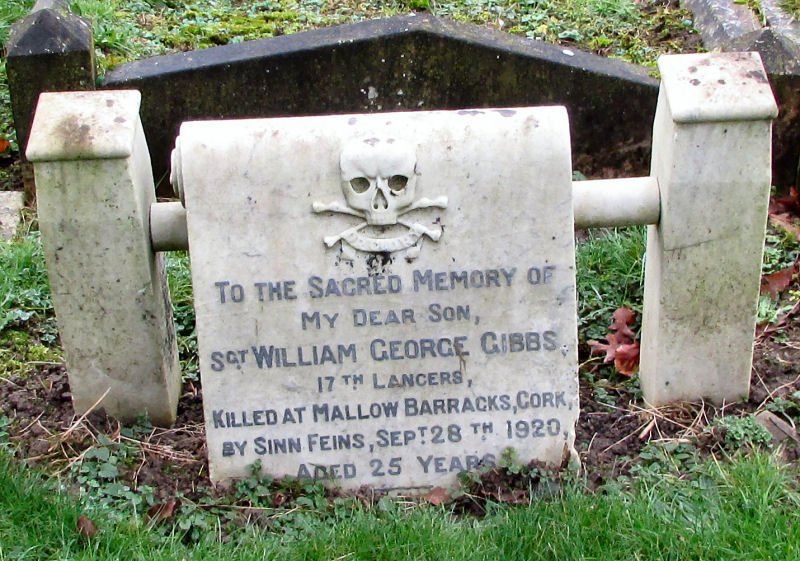 TO THE SACRED MEMORY OF
MY DEAR SON,
SGT WILLIAM GEORGE GIBBS,
17TH LANCERS,
KILLED AT MALLOW BARRACKS, CORK,
BY SINN FEINS, SEPT. 28TH 1920,
AGED 25 YEARS